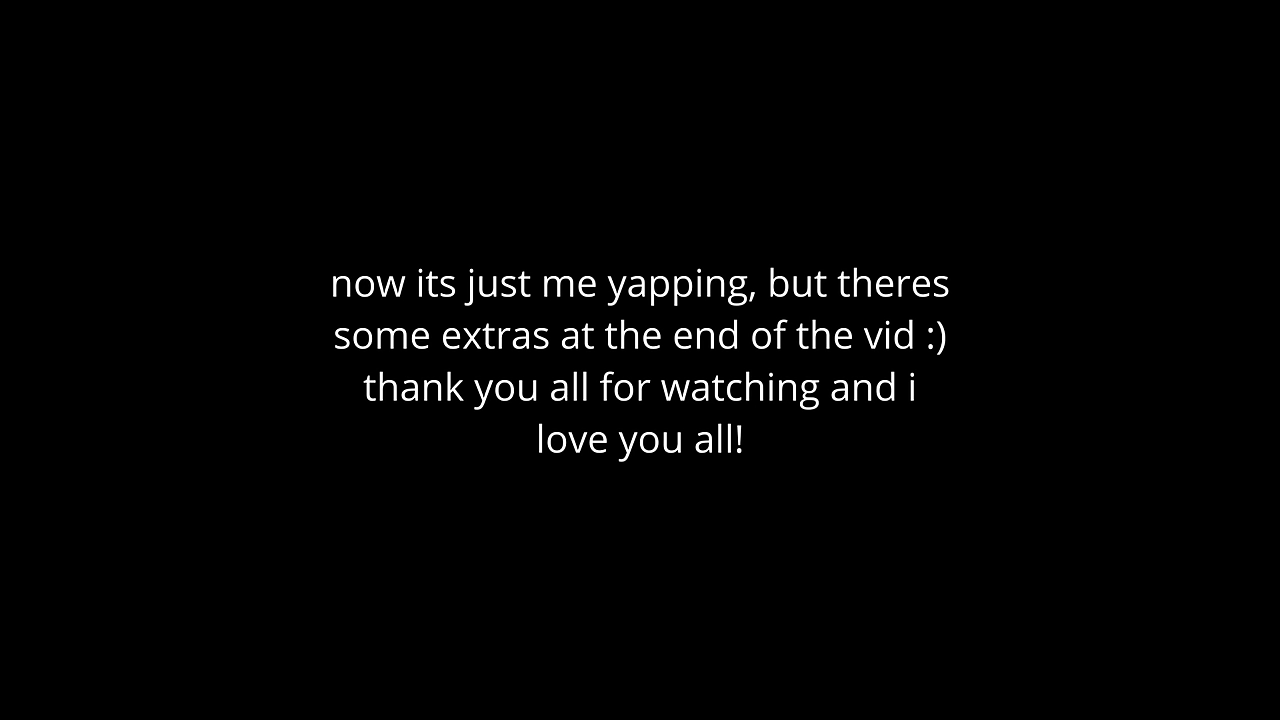 now its just me yapping, but theres
some extras at the end of the vid :)
thank you all for watching and i
love you all!